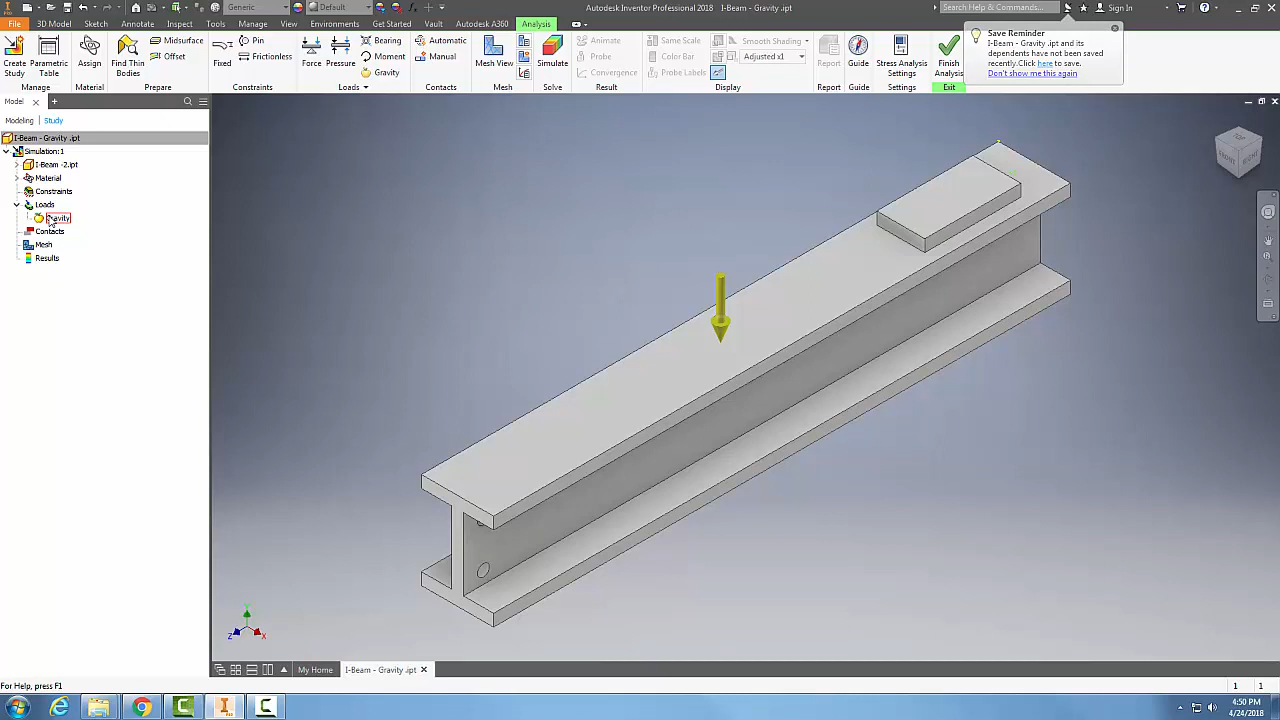 Generic
Default
Autodesk Inventor Professional 2018
I-Beam - Gravity .ipt
Search Help & Commands...
Sign In
File
3D Model
Sketch
Annotate
Inspect
Tools
Manage
View
Environments
Get Started
Vault
Autodesk A360
Analysis
Create Study
Parametric Table
Assign
Find Thin Bodies
Midsurface
Offset
Fixed
Pin
Frictionless
Force
Pressure
Bearing
Moment
Gravity
Automatic
Manual
Mesh View
Simulate
Animate
Probe
Convergence
Same Scale
Color Bar
Probe Labels
Smooth Shading
Adjusted x1
Report
Guide
Stress Analysis Settings
Finish Analysis
Material
Prepare
Constraints
Loads
Contacts
Mesh
Solve
Result
Display
Report
Guide
Settings
Exit
Save Reminder
I-Beam - Gravity .ipt and its
dependents have not been saved
recently.Click here to save.
Don't show me this again
Model
Modeling
Study
I-Beam - Gravity .ipt
Simulation:1
I-Beam -2.ipt
Material
Constraints
Loads
Gravity
Contacts
Mesh
Results
TOP
FRONT
RIGHT
Y
Z
X
My Home
I-Beam - Gravity .ipt
For Help, press F1
1
1
4:50 PM
4/24/2018